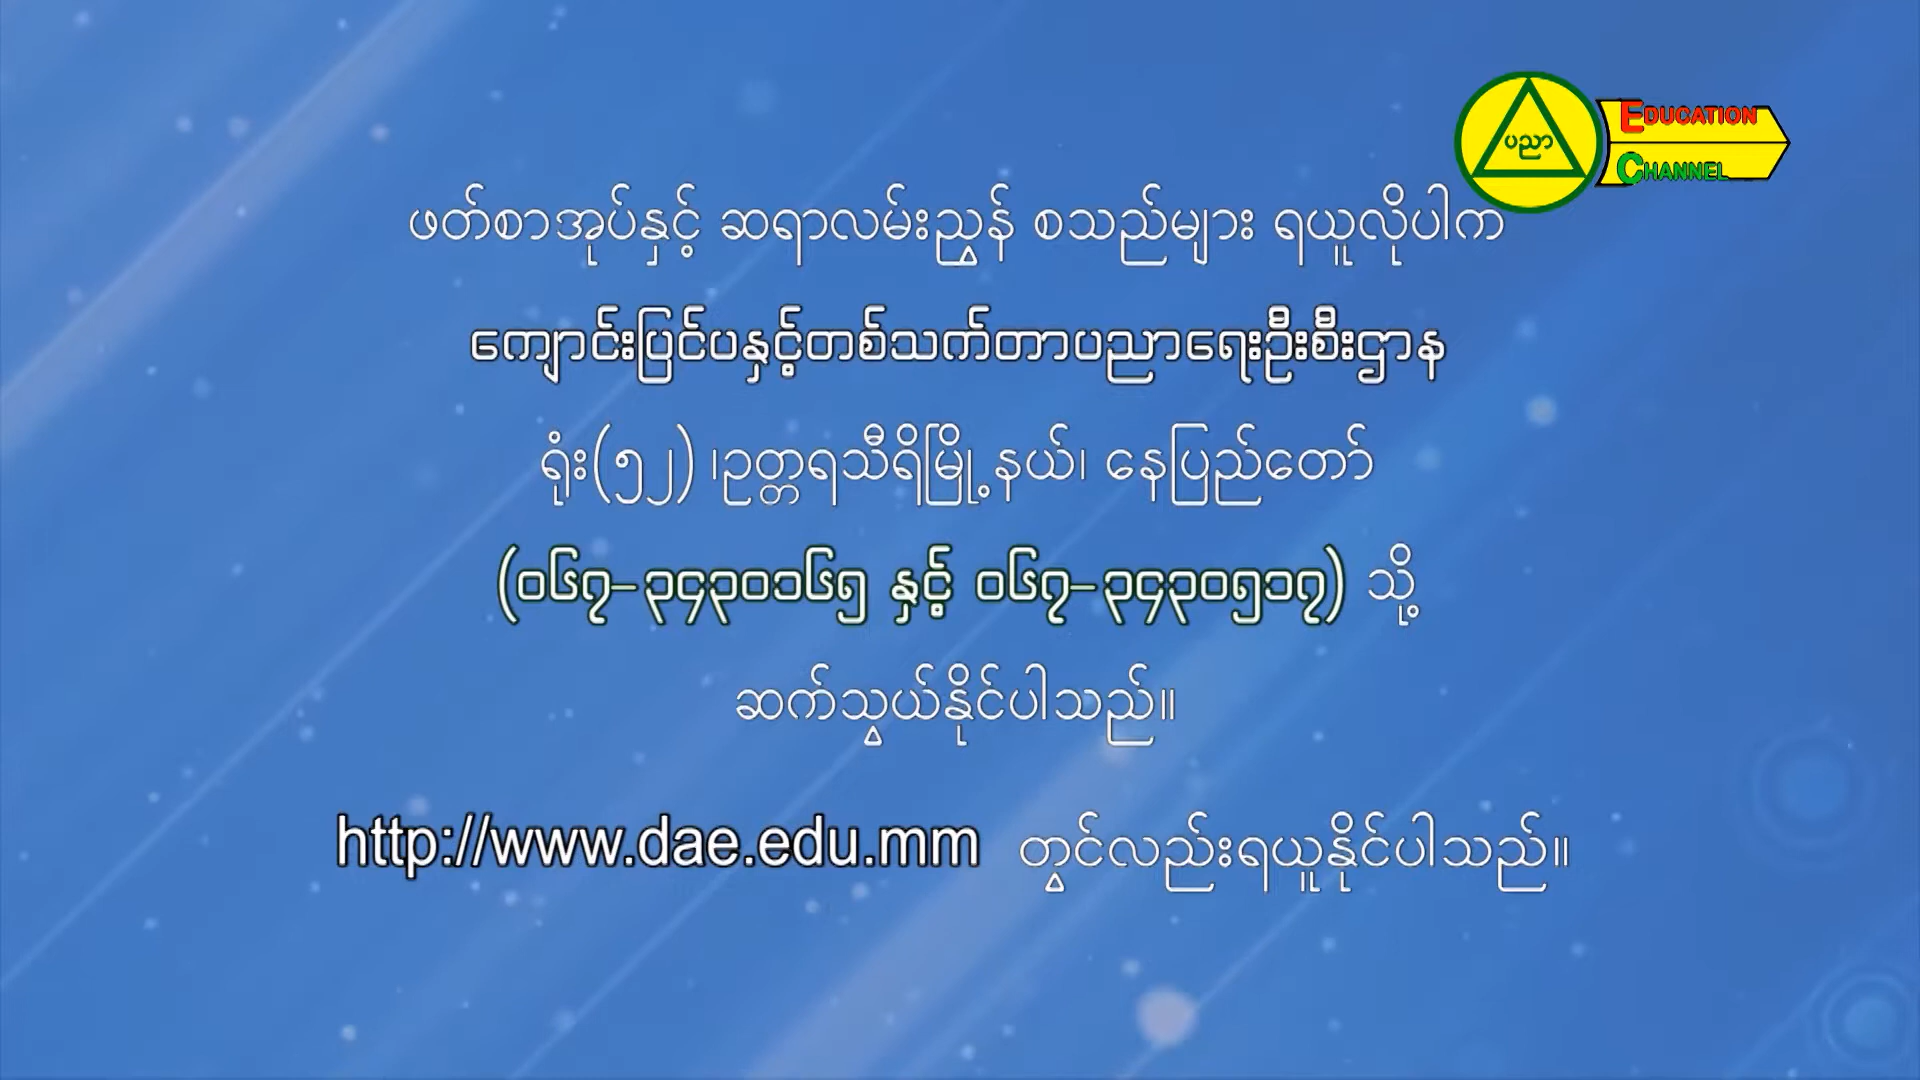 ပညာ
EDUCATION
CHANNEL
ဖတ်စာအုပ်နှင့် ဆရာလမ်းညွှန် စသည်များ ရယူလိုပါက
ကျောင်းပြင်ပနှင့်တစ်သက်တာပညာရေးဦးစီးဌာန
ရုံး(၅၂) ၊ဥတ္တရသီရိမြို့နယ်၊ နေပြည်တော်
(၀၆၇-၃၄၃၀၁၆၅ နှင့် ၀၆၇-၃၄၃၀၅၁၇) သို့
ဆက်သွယ်နိုင်ပါသည်။
http://www.dae.edu.mm တွင်လည်းရယူနိုင်ပါသည်။